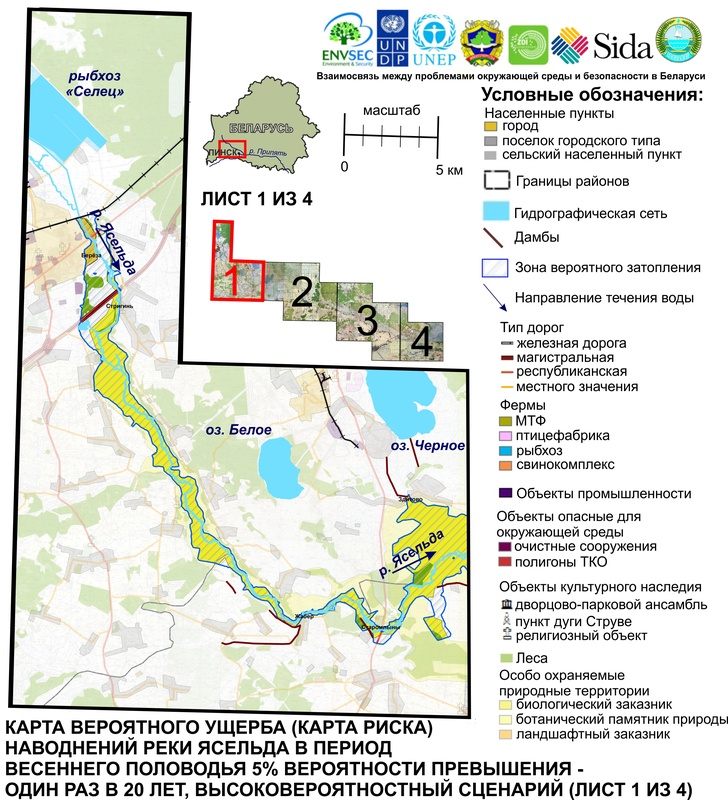 ENVSEC
Environment & Security
UN
DP
UNEP
ZOI
Sida
Взаимосвязь между проблемами окружающей среды и безопасности в Беларуси
рыбхоз
«Селец»
р. Ясельда
Берёза
Стригинь
БЕЛАРУСЬ
ПИНСК
р. Припять
масштаб
0
5 км
ЛИСТ 1 ИЗ 4
1
2
3
4
оз. Белое
оз. Черное
Здитово
р. Ясельда
Жабер
Старомлыны
Условные обозначения:
Населенные пункты
город
поселок городского типа
сельский населенный пункт
Границы районов
Гидрографическая сеть
Дамбы
Зона вероятного затопления
Направление течения воды
Тип дорог
железная дорога
магистральная
республиканская
местного значения
Фермы
МТФ
птицефабрика
рыбхоз
свинокомплекс
Объекты промышленности
Объекты опасные для
окружающей среды
очистные сооружения
полигоны ТКО
Объекты культурного наследия
дворцово-парковой ансамбль
пункт дуги Струве
религиозный объект
Леса
Особо охраняемые
природные территории
биологический заказник
ботанический памятник природы
ландшафтный заказник
КАРТА ВЕРОЯТНОГО УЩЕРБА (КАРТА РИСКА)
НАВОДНЕНИЙ РЕКИ ЯСЕЛЬДА В ПЕРИОД
ВЕСЕННЕГО ПОЛОВОДЬЯ 5% ВЕРОЯТНОСТИ ПРЕВЫШЕНИЯ -
ОДИН РАЗ В 20 ЛЕТ, ВЫСОКОВЕРОЯТНОСТНЫЙ СЦЕНАРИЙ (ЛИСТ 1 ИЗ 4)